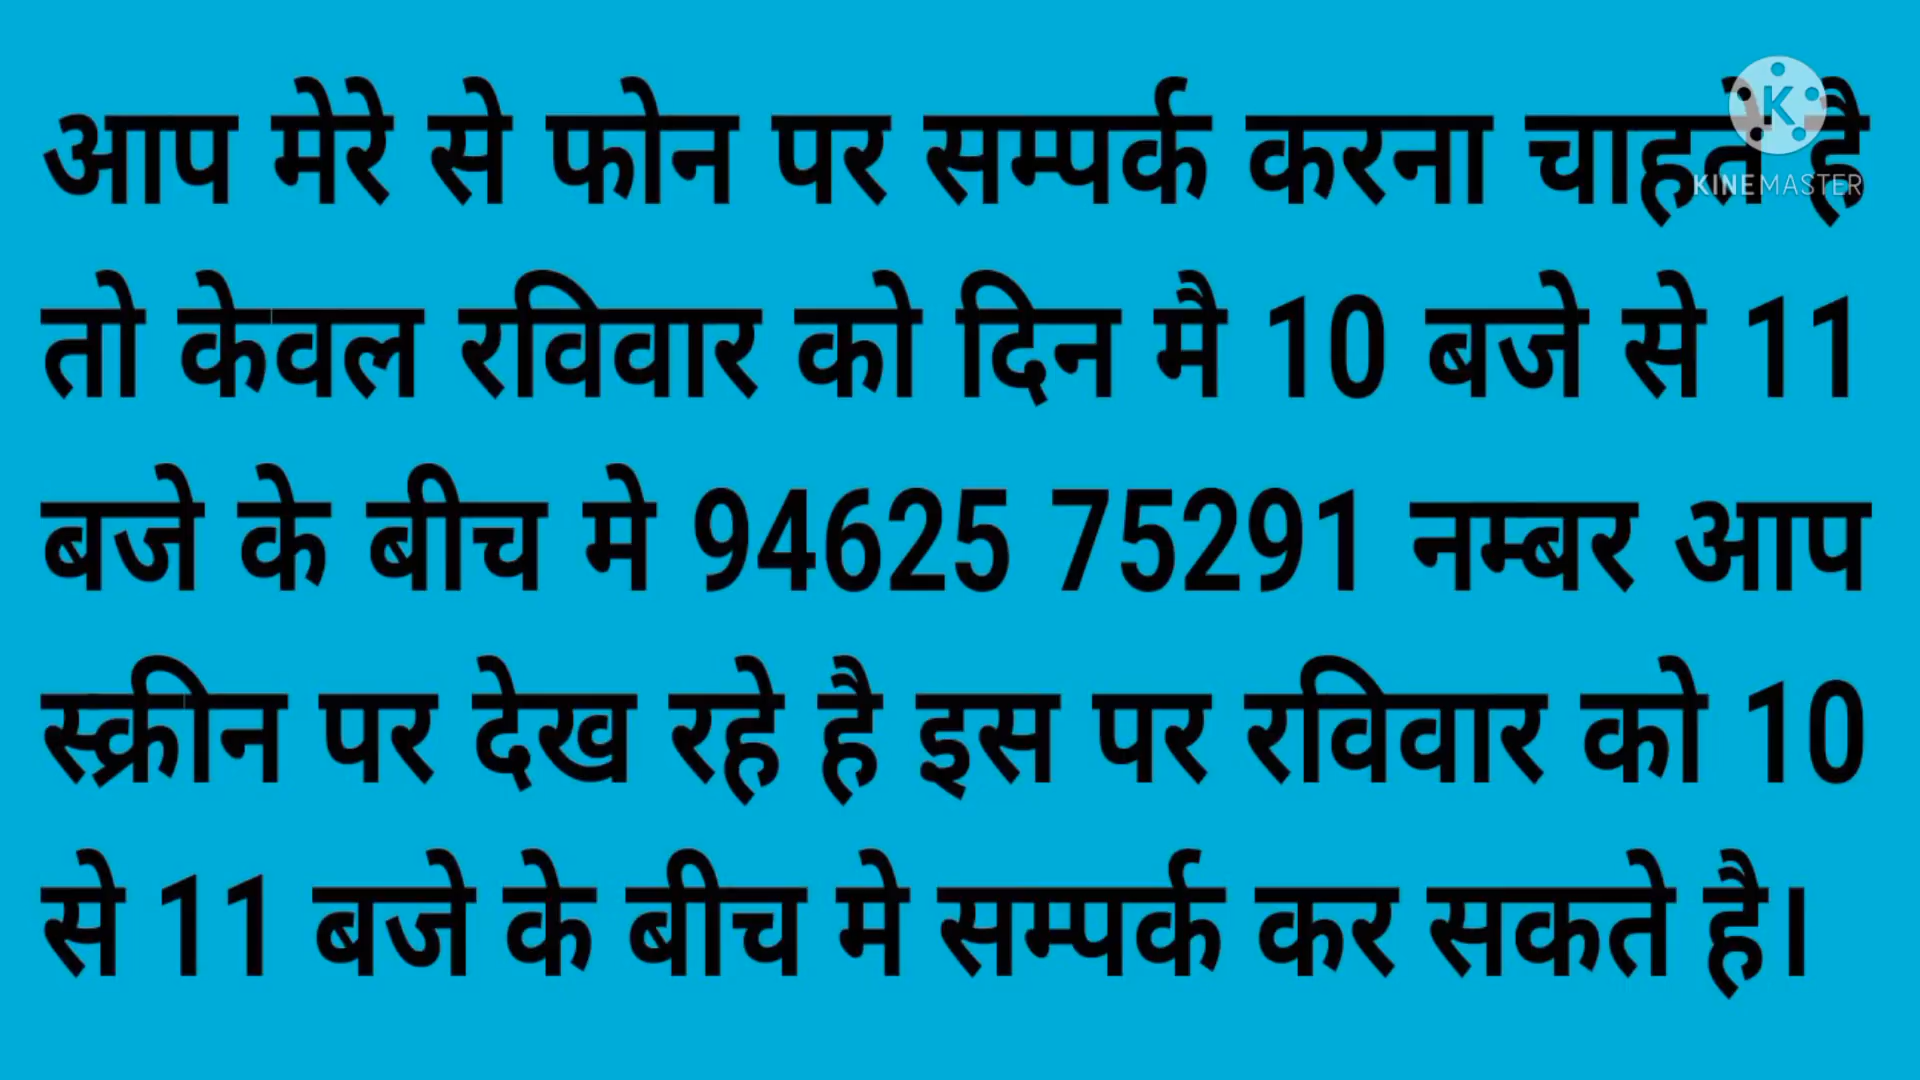 आप मेरे से फोन पर सम्पर्क करना चाहते है
तो केवल रविवार को दिन मै 10 बजे से 11
बजे के बीच मे 94625 75291 नम्बर आप
स्क्रीन पर देख रहे है इस पर रविवार को 10
से 11 बजे के बीच मे सम्पर्क कर सकते है।
K
KINEMASTER